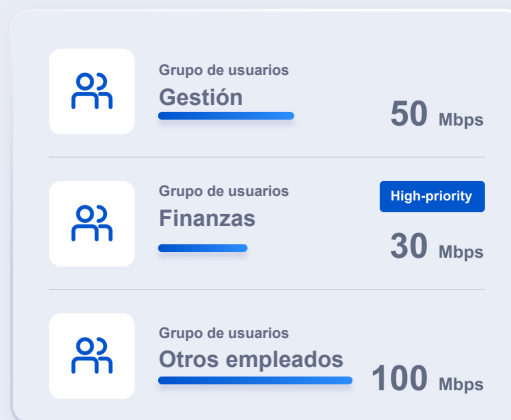 Grupo de usuarios
Gestión
50 Mbps
Grupo de usuarios
High-priority
Finanzas
30 Mbps
Grupo de usuarios
Otros empleados
100 Mbps